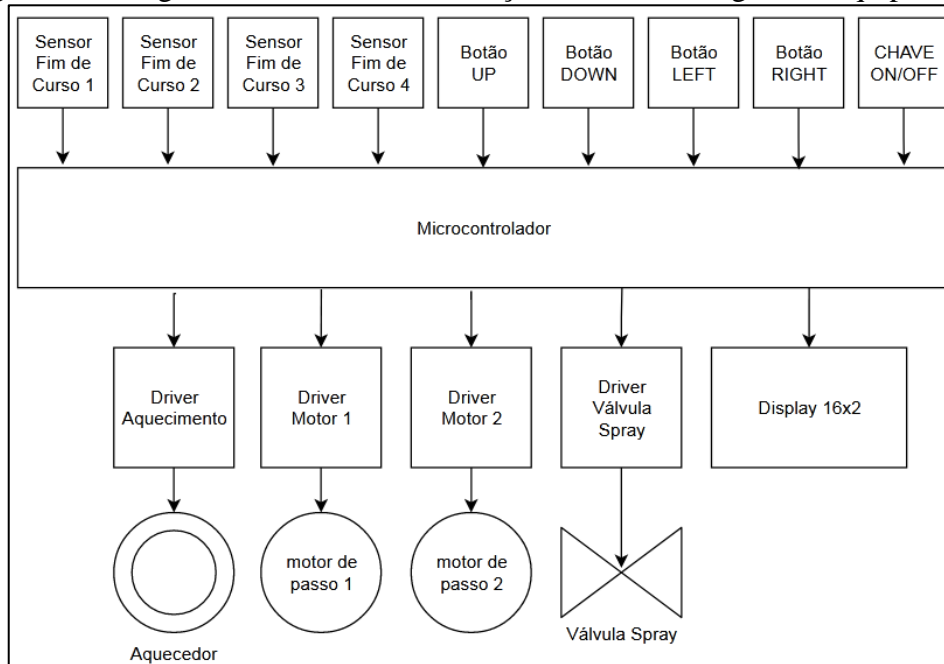 Sensor
Fim de
Curso 1
Sensor
Fim de
Curso 2
Sensor
Fim de
Curso 3
Sensor
Fim de
Curso 4
Botão
UP
Botão
DOWN
Botão
LEFT
Botão
RIGHT
CHAVE
ON/OFF
Microcontrolador
Driver
Aquecimento
Driver
Motor 1
Driver
Motor 2
Driver
Válvula
Spray
Display 16x2
motor de
passo 1
motor de
passo 2
Aquecedor
Válvula Spray